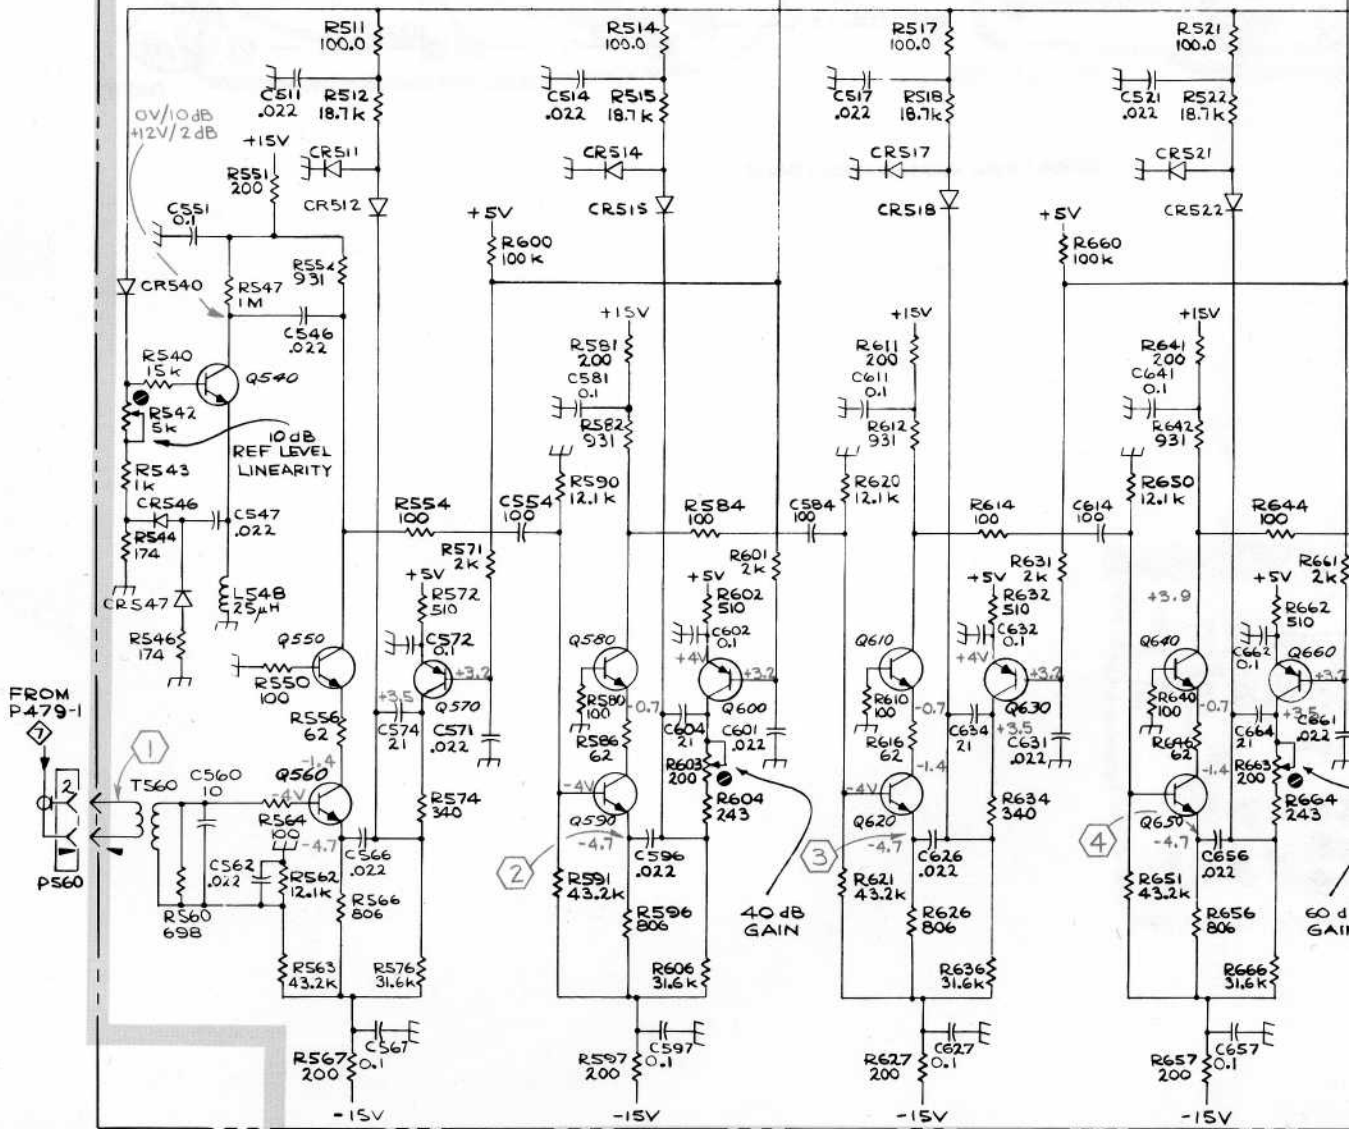 R511
100.0
R514
100.0
R517
100.0
R521
100.0
C511
.022
R512
18.7k
C514
.022
R515
18.7k
C517
.022
R518
18.7k
C521
.022
R522
18.7k
0V/10dB
+12V/2dB
+15V
R551
200
CR511
CR512
CR514
CR515
CR517
CR518
CR521
CR522
C551
0.1
+5V
R600
100k
+5V
R660
100k
CR540
R547
1M
R552
931
C546
.022
+15V
R581
200
+15V
R611
200
+15V
R641
200
R540
15k
Q540
C581
0.1
C611
0.1
C641
0.1
R542
5k
10dB
REF LEVEL
LINEARITY
R582
931
R612
931
R642
931
R543
1k
R590
12.1k
R620
12.1k
R650
12.1k
CR546
C547
.022
R554
100
C554
100
R584
100
C584
100
R614
100
C614
100
R644
100
R544
174
R571
2k
R601
2k
R631
2k
R661
2k
CR547
L548
25µH
+5V
R572
510
+5V
R602
510
+5V
R632
510
+3.9
+5V
R662
510
R546
174
Q550
C572
0.1
Q580
C602
0.1
Q610
C632
0.1
Q640
C662
0.1
Q660
R550
100
+3.2
+4V
+3.2
+4V
+3.2
+3.2
FROM
P479-1
7
+3.5
Q570
R580
100
-0.7
Q600
R610
100
-0.7
Q630
R640
100
-0.7
+3.5
R556
62
C574
21
C571
.022
R586
62
C604
21
C601
.022
R616
62
C634
21
+3.5
C631
.022
R646
62
C664
21
C661
.022
1
2
T560
C560
10
-1.4
Q560
-4V
R564
100
R574
340
-4V
R603
200
R604
243
-1.4
-4V
R634
340
-1.4
R663
200
R664
243
P560
-4.7
C566
.022
Q590
-4.7
C596
.022
Q620
-4.7
C626
.022
Q650
-4.7
C656
.022
2
3
4
C562
.022
R562
12.1k
R566
806
R591
43.2k
R596
806
40 dB
GAIN
R621
43.2k
R626
806
R651
43.2k
R656
806
60 d
GAIN
R560
698
R563
43.2k
R576
31.6k
R606
31.6k
R636
31.6k
R666
31.6k
R567
200
C567
0.1
R597
200
C597
0.1
R627
200
C627
0.1
R657
200
C657
0.1
-15V
-15V
-15V
-15V